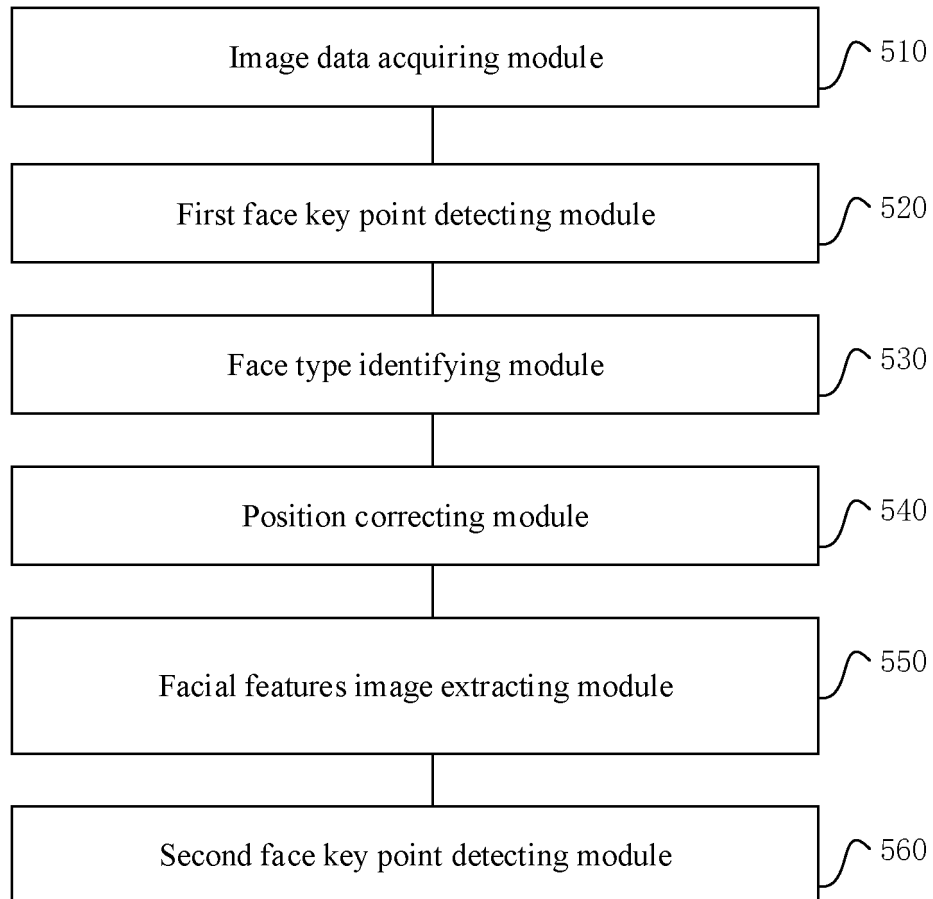 Image data acquiring module
510
First face key point detecting module
520
Face type identifying module
530
Position correcting module
540
Facial features image extracting module
550
Second face key point detecting module
560